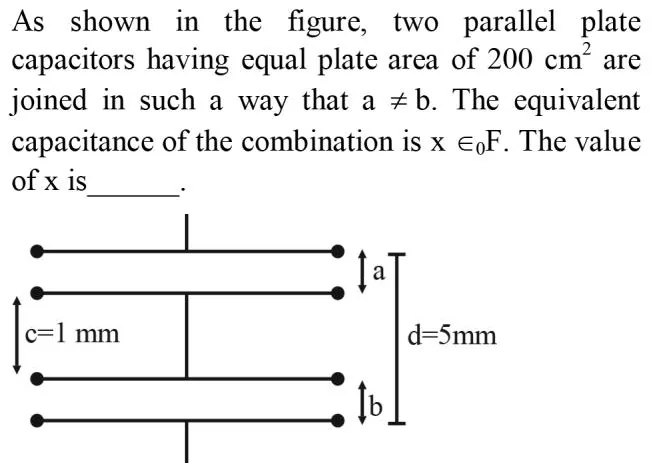 As shown in the figure, two parallel plate
capacitors having equal plate area of 200 cm² are
joined in such a way that a ≠ b. The equivalent
capacitance of the combination is x ∈₀F. The value
of x is______.
a
c=1 mm
d=5mm
b